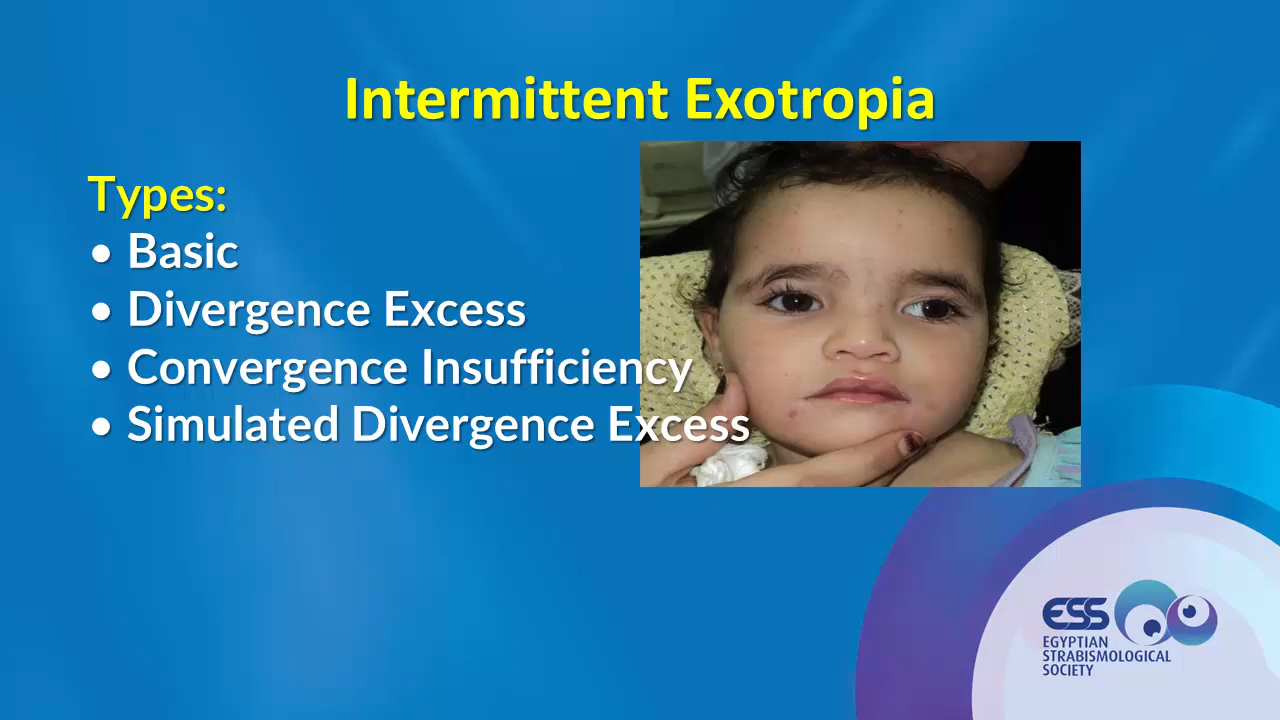 Intermittent Exotropia
Types:
• Basic
• Divergence Excess
• Convergence Insufficiency
• Simulated Divergence Excess
ESS
EGYPTIAN
STRABISMOLOGICAL
SOCIETY